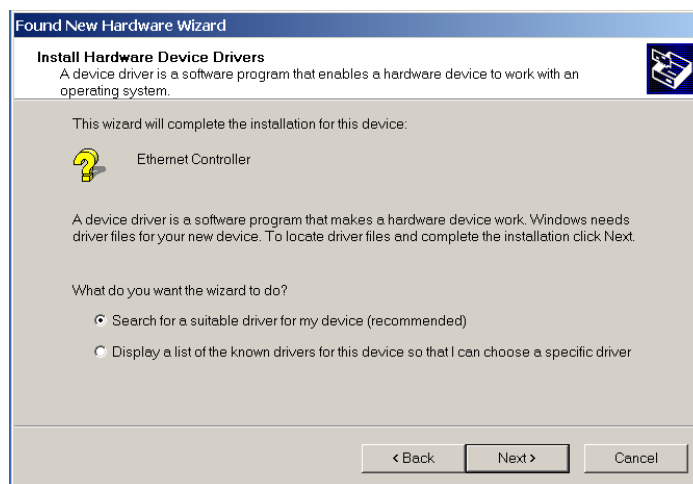 Found New Hardware Wizard
Install Hardware Device Drivers
A device driver is a software program that enables a hardware device to work with an
operating system.
This wizard will complete the installation for this device:
Ethernet Controller
A device driver is a software program that makes a hardware device work. Windows needs
driver files for your new device. To locate driver files and complete the installation click Next.
What do you want the wizard to do?
Search for a suitable driver for my device (recommended)
Display a list of the known drivers for this device so that I can choose a specific driver
< Back
Next >
Cancel